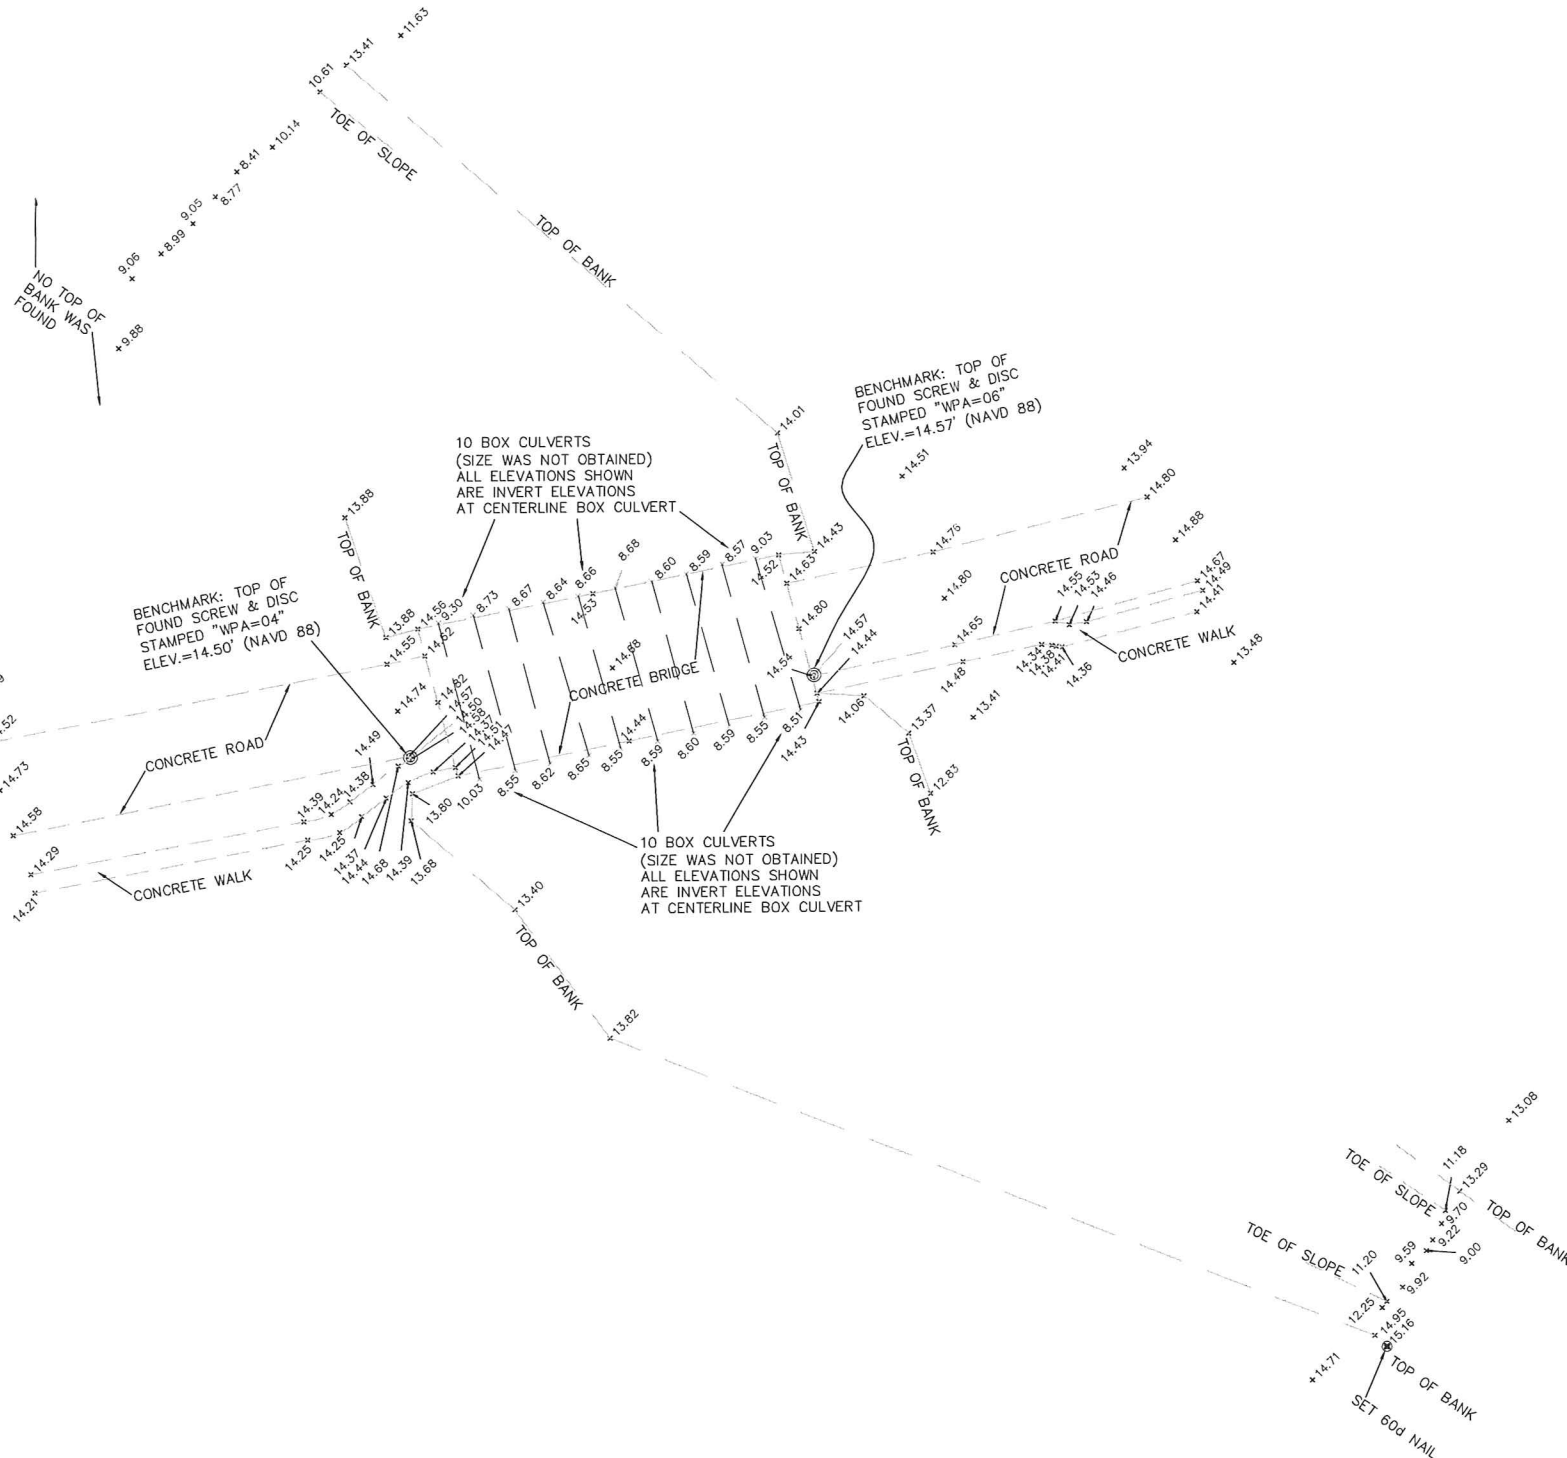 11.63
13.41
10.61
TOE OF SLOPE
10.14
8.41
8.77
9.05
8.99
9.06
9.88
NO TOP OF
BANK WAS
FOUND
TOP OF BANK
14.01
TOP OF BANK
BENCHMARK: TOP OF
FOUND SCREW & DISC
STAMPED "WPA=06"
ELEV.=14.57' (NAVD 88)
14.51
13.94
14.80
14.88
10 BOX CULVERTS
(SIZE WAS NOT OBTAINED)
ALL ELEVATIONS SHOWN
ARE INVERT ELEVATIONS
AT CENTERLINE BOX CULVERT
13.88
TOP OF BANK
13.88
14.56
9.30
8.73
8.67
8.64
8.66
14.53
8.68
8.60
8.59
8.57
9.03
14.52
14.43
14.63
14.76
14.80
14.80
CONCRETE ROAD
14.55
14.53
14.46
14.67
14.49
14.41
CONCRETE WALK
13.48
BENCHMARK: TOP OF
FOUND SCREW & DISC
STAMPED "WPA=04"
ELEV.=14.50' (NAVD 88)
14.55
14.62
14.74
14.82
14.57
14.50
14.51
14.47
14.88
CONCRETE BRIDGE
14.57
14.44
14.54
14.65
14.48
14.34
14.38
14.41
14.36
14.06
13.37
13.41
TOP OF BANK
12.83
14.73
14.58
CONCRETE ROAD
14.49
14.38
14.24
14.39
14.29
14.21
CONCRETE WALK
14.25
14.25
14.37
14.44
14.68
14.39
13.68
13.80
10.03
8.55
8.62
8.65
8.55
14.44
8.59
8.60
8.59
8.55
8.51
14.43
10 BOX CULVERTS
(SIZE WAS NOT OBTAINED)
ALL ELEVATIONS SHOWN
ARE INVERT ELEVATIONS
AT CENTERLINE BOX CULVERT
13.40
TOP OF BANK
13.82
13.08
11.18
13.29
TOE OF SLOPE
9.70
9.22
9.00
TOP OF BANK
TOE OF SLOPE
11.20
9.59
9.92
12.25
14.95
15.16
14.71
TOP OF BANK
SET 60d NAIL